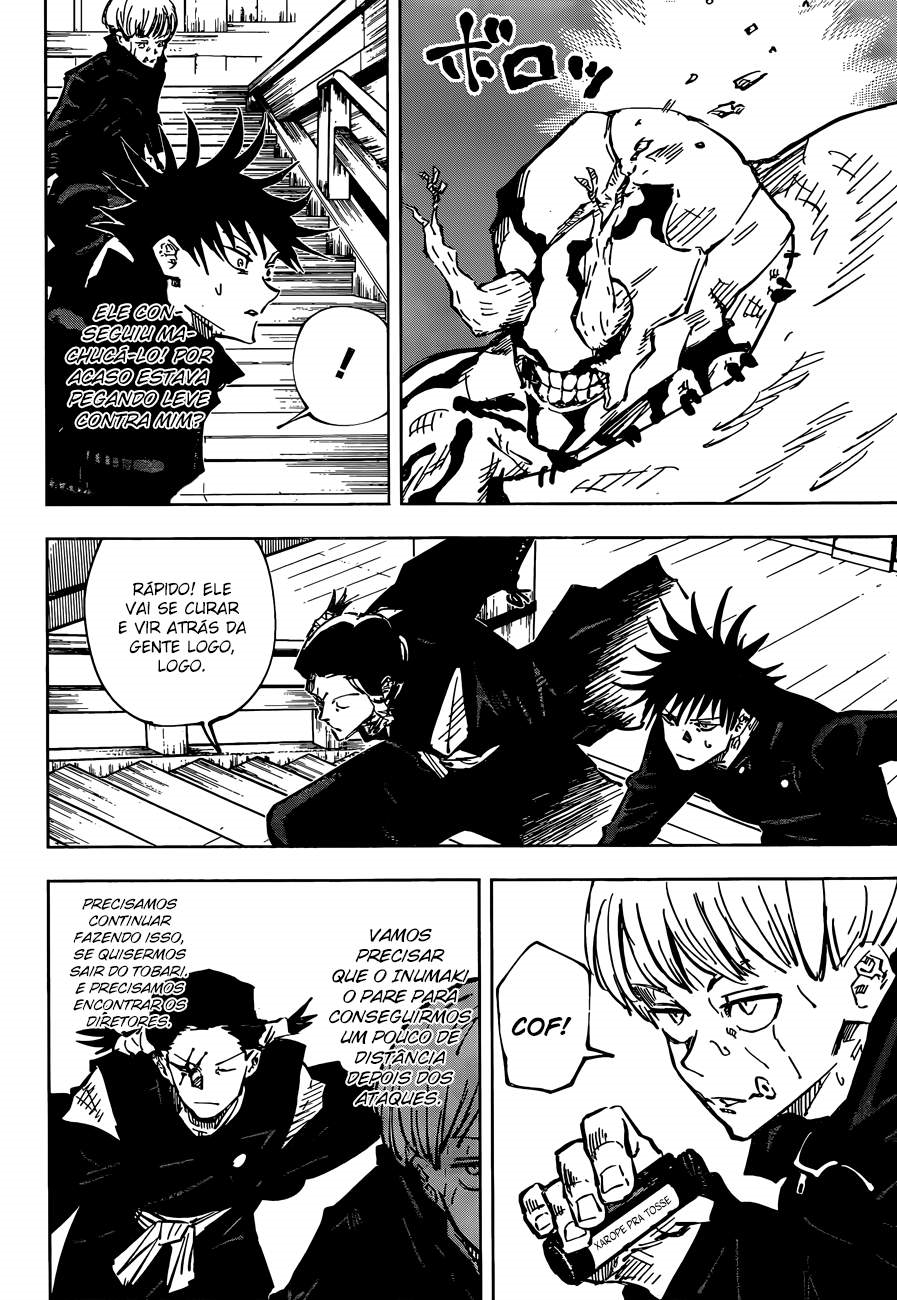 ボロッ
!
ELE CON-
SEGUIU MA-
CHUCÁ-LO! POR
ACASO ESTAVA
PEGANDO LEVE
CONTRA MIM?
RÁPIDO! ELE
VAI SE CURAR
E VIR ATRÁS DA
GENTE LOGO,
LOGO.
PRECISAMOS
CONTINUAR
FAZENDO ISSO,
SE QUISERMOS
SAIR DO TOBARI.
E PRECISAMOS
ENCONTRAR OS
DIRETORES.
VAMOS
PRECISAR
QUE O INUMAKI
O PARE PARA
CONSEGUIRMOS
UM POUCO DE
DISTÂNCIA
DEPOIS DOS
ATAQUES.
COF!
XAROPE PRA TOSSE